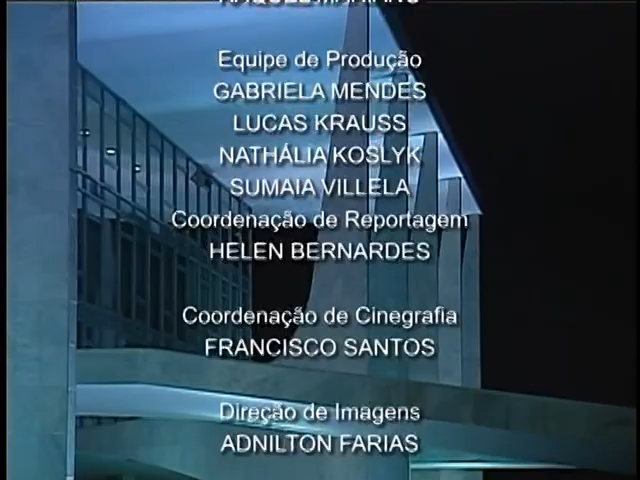 Equipe de Produção
GABRIELA MENDES
LUCAS KRAUSS
NATHÁLIA KOSLYK
SUMAIA VILLELA
Coordenação de Reportagem
HELEN BERNARDES
Coordenação de Cinegrafia
FRANCISCO SANTOS
Direção de Imagens
ADNILTON FARIAS